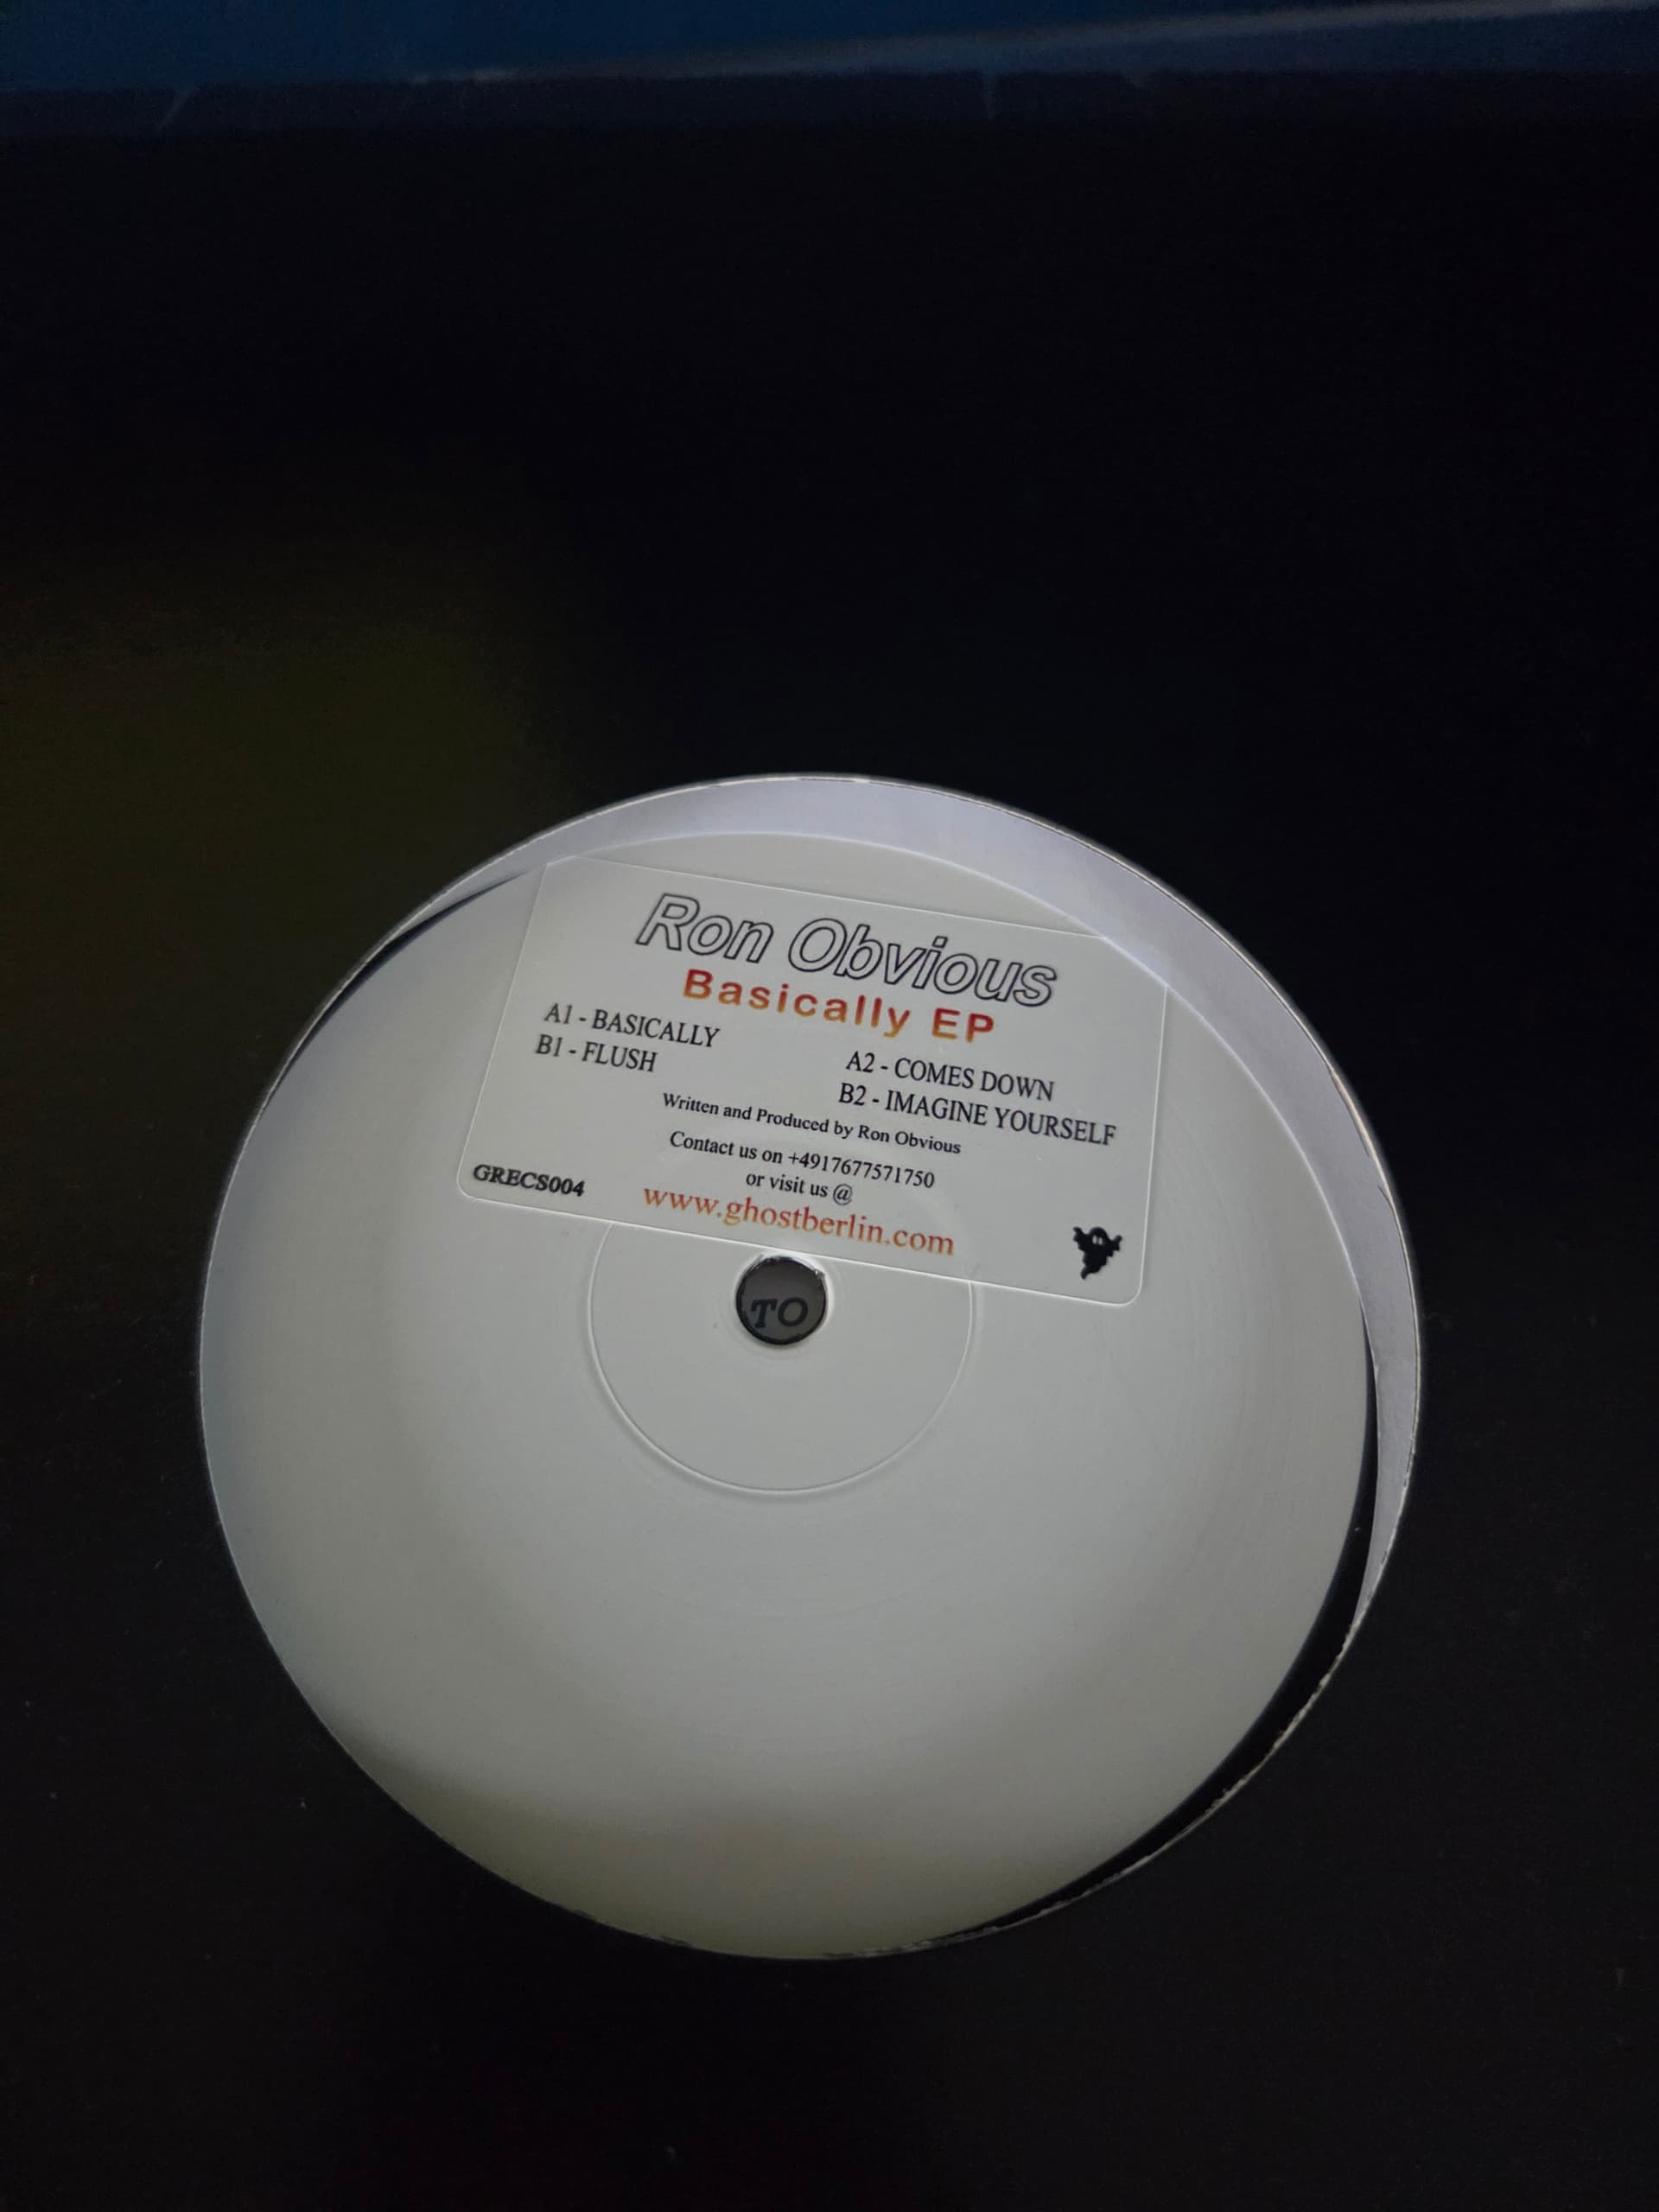 Ron Obvious
Basically EP
A1 - BASICALLY
B1 - FLUSH
A2 - COMES DOWN
B2 - IMAGINE YOURSELF
Written and Produced by Ron Obvious
Contact us on +4917677571750
or visit us @
www.ghostberlin.com
GRECS004
TO